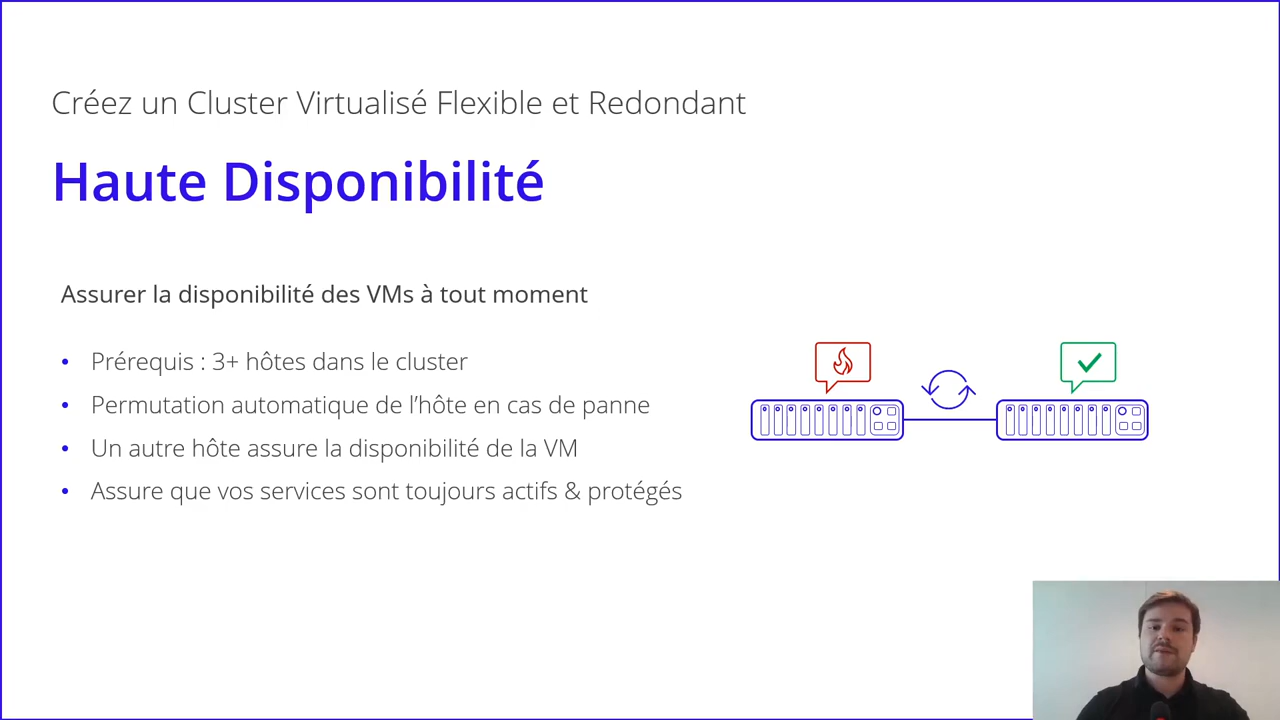 Créez un Cluster Virtualisé Flexible et Redondant
Haute Disponibilité
Assurer la disponibilité des VMs à tout moment
• Prérequis : 3+ hôtes dans le cluster
• Permutation automatique de l’hôte en cas de panne
• Un autre hôte assure la disponibilité de la VM
• Assure que vos services sont toujours actifs & protégés